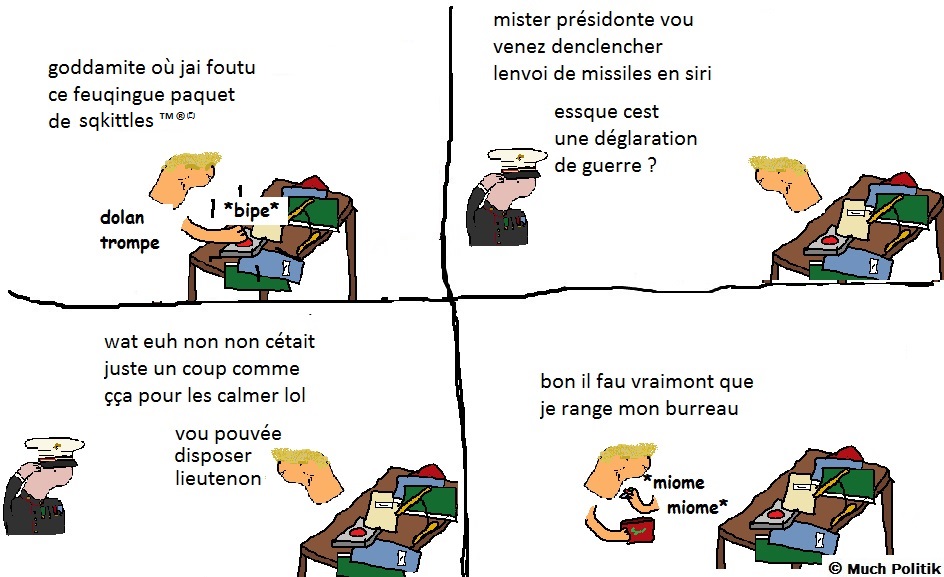 goddamite où jai foutu
ce feuqingue paquet
de sqkittles ™®
*bipe*
dolan
trompe
mister présidonte vou
venez denclencher
lenvoi de missiles en siri
essque cest
une déglaration
de guerre ?
wat euh non non cétait
juste un coup comme
çça pour les calmer lol
vou pouvée
disposer
lieutenon
bon il fau vraimont que
je range mon burreau
*miome
miome*
© Much Politik